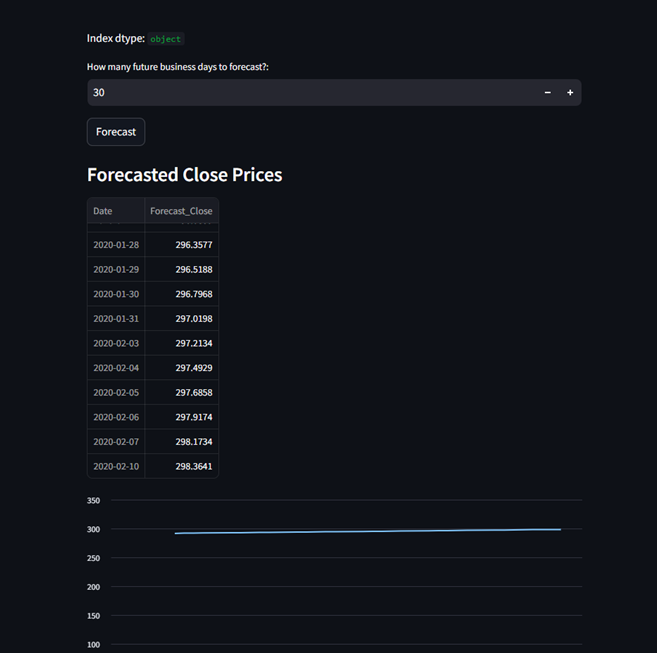 Index dtype: object
How many future business days to forecast?:
30 − +
Forecast
Forecasted Close Prices
Date Forecast_Close
2020-01-28 296.3577
2020-01-29 296.5188
2020-01-30 296.7968
2020-01-31 297.0198
2020-02-03 297.2134
2020-02-04 297.4929
2020-02-05 297.6858
2020-02-06 297.9174
2020-02-07 298.1734
2020-02-10 298.3641
350
300
250
200
150
100